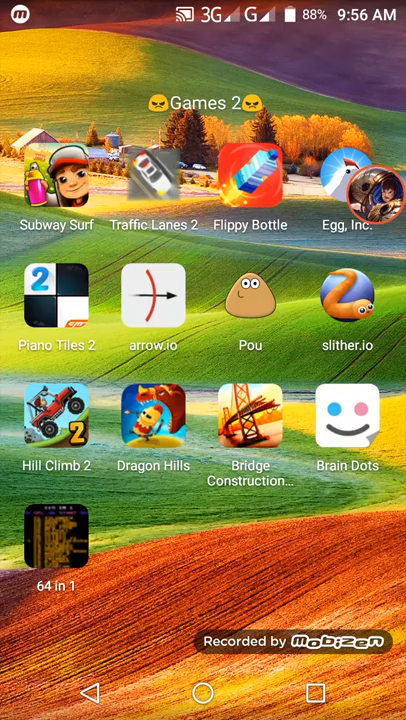 3G G 88% 9:56 AM
😠Games 2😠
Subway Surf Traffic Lanes 2 Flippy Bottle Egg, Inc.
2
Piano Tiles 2 arrow.io Pou slither.io
2
Hill Climb 2 Dragon Hills Bridge Construction... Brain Dots
64 in 1
Recorded by Mobizen